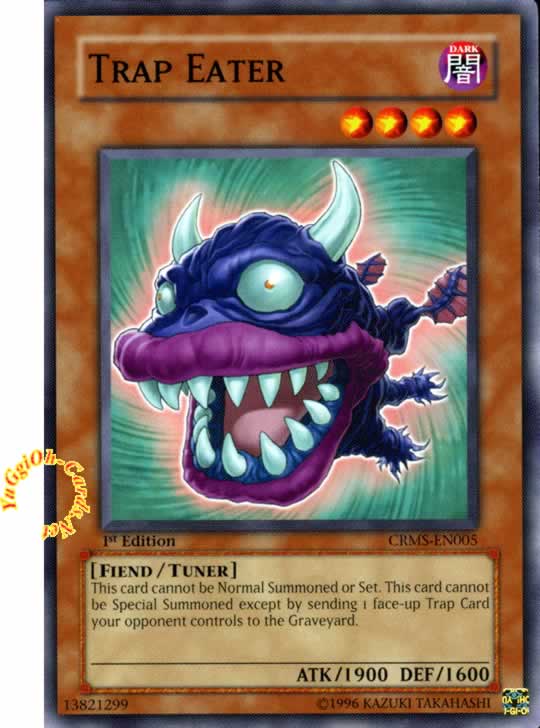 TRAP EATER
DARK
闇
YuGgiOh-Cards.Net
1st Edition
CRMS-EN005
[FIEND / TUNER]
This card cannot be Normal Summoned or Set. This card cannot
be Special Summoned except by sending 1 face-up Trap Card
your opponent controls to the Graveyard.
ATK/1900 DEF/1600
13821299
©1996 KAZUKI TAKAHASHI